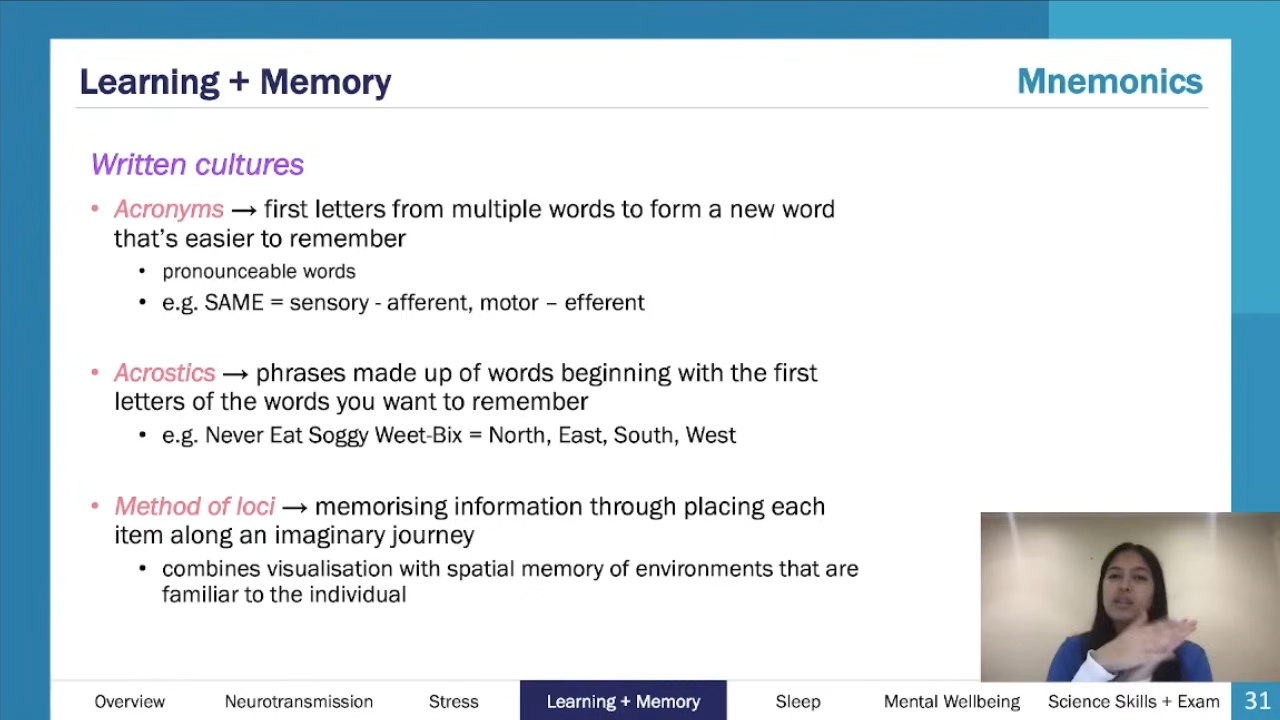 Learning + Memory
Mnemonics
Written cultures
• Acronyms → first letters from multiple words to form a new word
that's easier to remember
• pronounceable words
• e.g. SAME = sensory - afferent, motor – efferent
• Acrostics → phrases made up of words beginning with the first
letters of the words you want to remember
• e.g. Never Eat Soggy Weet-Bix = North, East, South, West
• Method of loci → memorising information through placing each
item along an imaginary journey
• combines visualisation with spatial memory of environments that are
familiar to the individual
Overview
Neurotransmission
Stress
Learning + Memory
Sleep
Mental Wellbeing
Science Skills + Exam
31